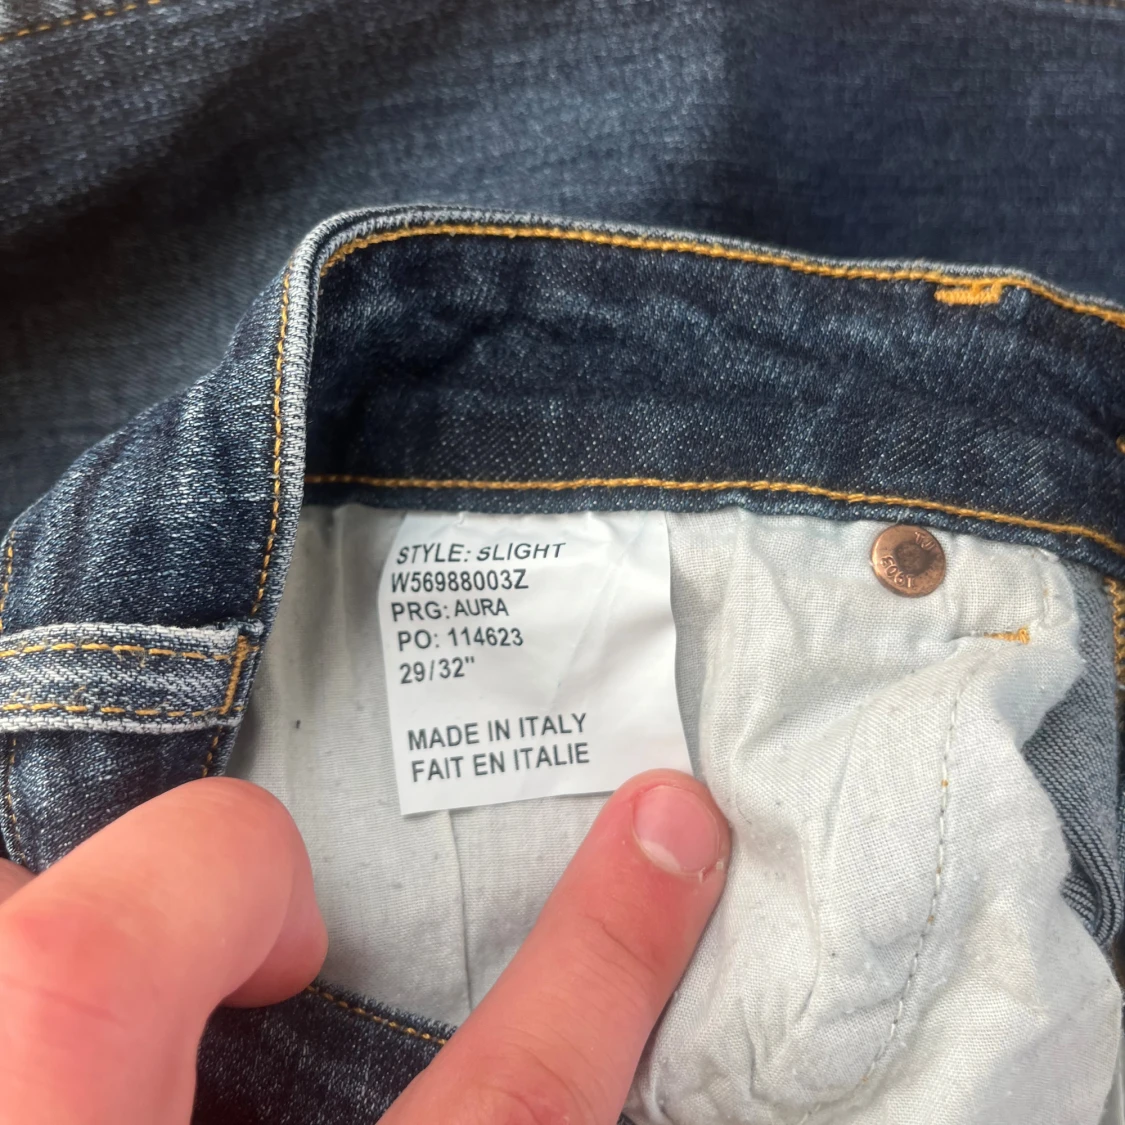 STYLE: SLIGHT
W56988003Z
PRG: AURA
PO: 114623
29/32"
MADE IN ITALY
FAIT EN ITALIE